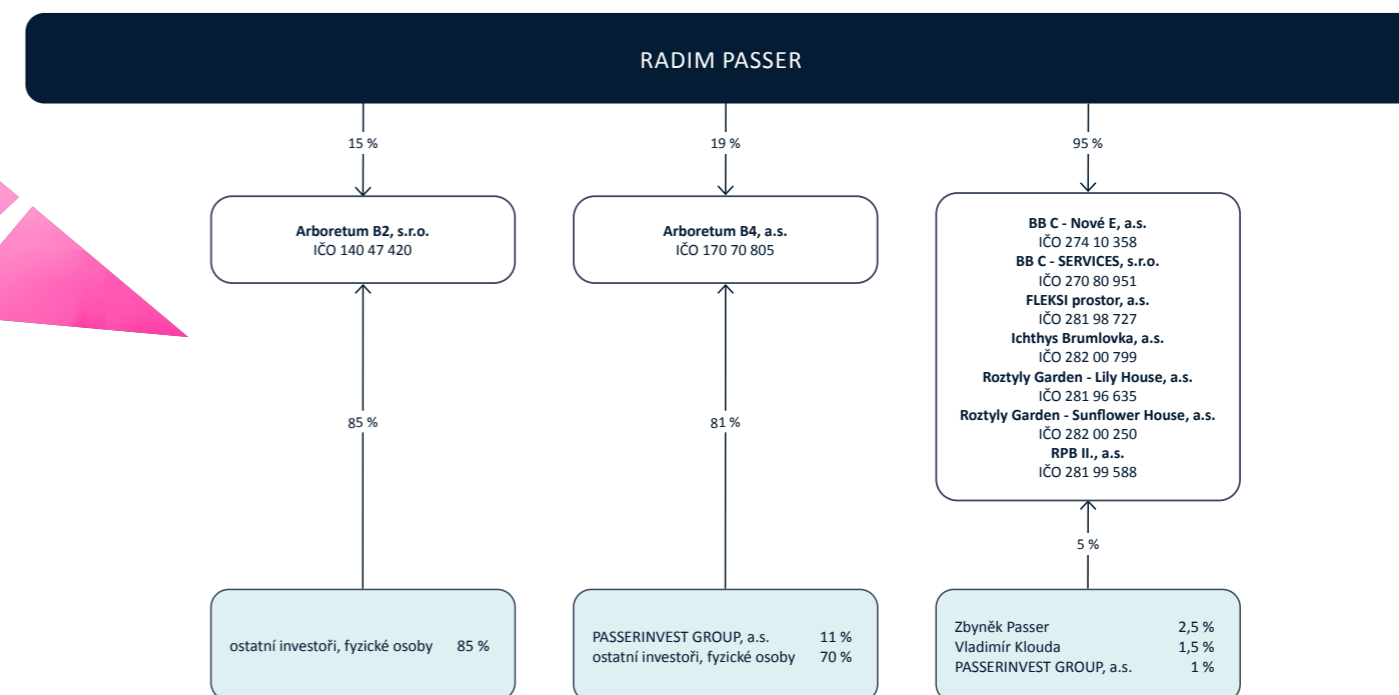 RADIM PASSER
15 %
19 %
95 %
Arboretum B2, s.r.o.
IČO 140 47 420
Arboretum B4, a.s.
IČO 170 70 805
BB C - Nové E, a.s.
IČO 274 10 358
BB C - SERVICES, s.r.o.
IČO 270 80 951
FLEKSI prostor, a.s.
IČO 281 98 727
Ichthys Brumlovka, a.s.
IČO 282 00 799
Roztyly Garden - Lily House, a.s.
IČO 281 96 635
Roztyly Garden - Sunflower House, a.s.
IČO 282 00 250
RPB II., a.s.
IČO 281 99 588
85 %
81 %
5 %
ostatní investoři, fyzické osoby 85 %
PASSERINVEST GROUP, a.s. 11 %
ostatní investoři, fyzické osoby 70 %
Zbyněk Passer 2,5 %
Vladimír Klouda 1,5 %
PASSERINVEST GROUP, a.s. 1 %